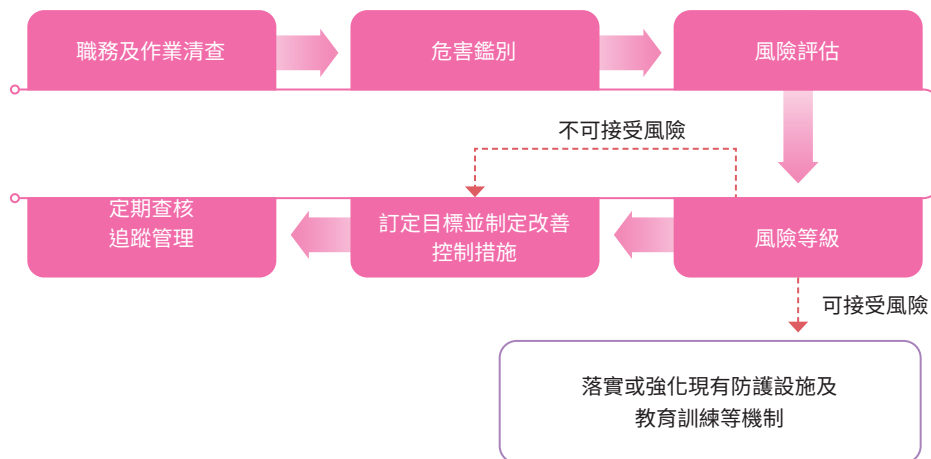 職務及作業清查
危害鑑別
風險評估
不可接受風險
定期查核
追蹤管理
訂定目標並制定改善
控制措施
風險等級
可接受風險
落實或強化現有防護設施及
教育訓練等機制